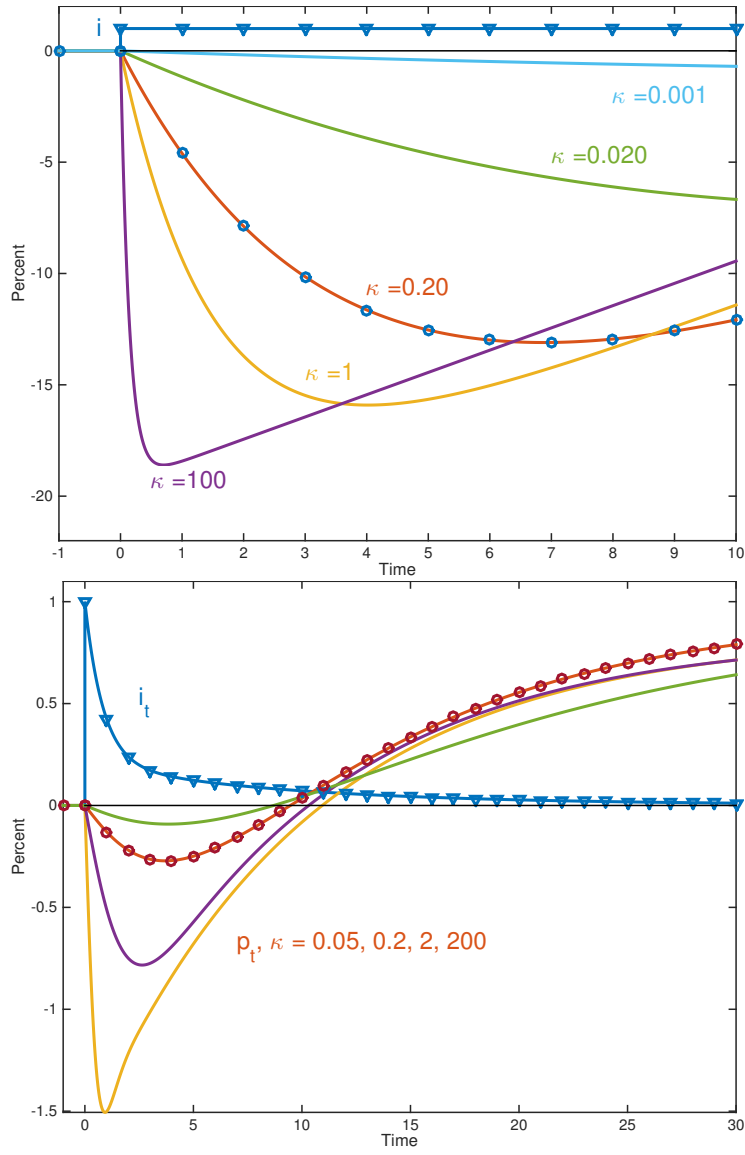 i
0
-5
-10
-15
-20
Percent
κ =0.001
κ =0.020
κ =0.20
κ =1
κ =100
-1 0 1 2 3 4 5 6 7 8 9 10
Time
1
0.5
0
-0.5
-1
-1.5
Percent
i_t
p_t, κ = 0.05, 0.2, 2, 200
0 5 10 15 20 25 30
Time